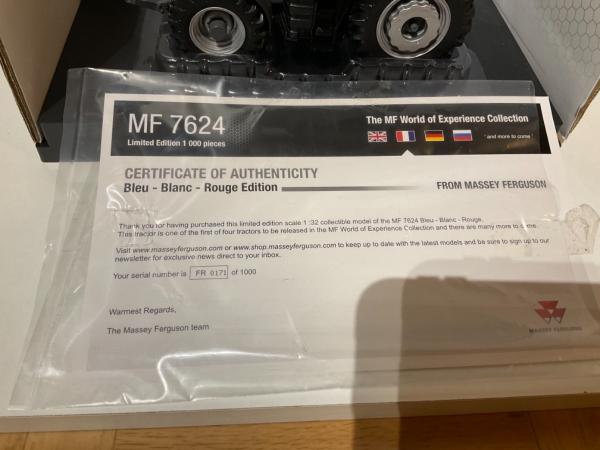 MF 7624
Limited Edition 1 000 pieces
The MF World of Experience Collection
and more to come
CERTIFICATE OF AUTHENTICITY
Bleu - Blanc - Rouge Edition
FROM MASSEY FERGUSON
Thank you for having purchased this limited edition scale 1 :32 collectible model of the MF 7624 Bleu - Blanc - Rouge.
This tractor is one of the first of four tractors to be released in the MF World of Experience Collection and there are many more to come.
Visit www.masseyferguson.com or www.shop.masseyferguson.com to keep up to date with the latest models and be sure to sign up to our
newsletter for exclusive news direct to your inbox.
Your serial number is FR 0171 of 1000
Warmest Regards,
The Massey Ferguson team
MASSEY FERGUSON